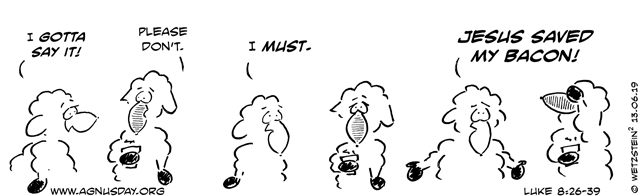 I GOTTA
SAY IT!
PLEASE
DON'T.
I MUST.
JESUS SAVED
MY BACON!
WWW.AGNUSDAY.ORG
LUKE 8:26-39
© WETZSTEIN² 13.06.19